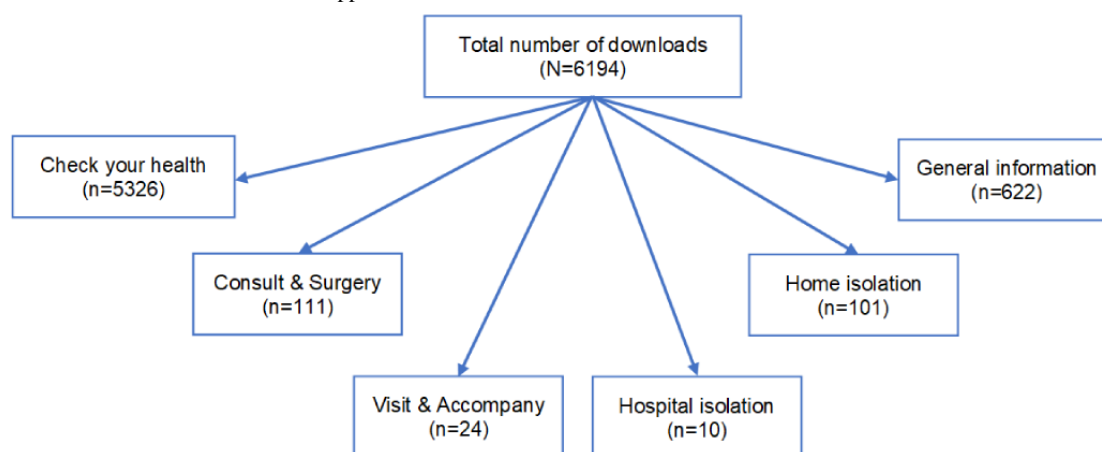 Total number of downloads
(N=6194)
Check your health
(n=5326)
General information
(n=622)
Consult & Surgery
(n=111)
Home isolation
(n=101)
Visit & Accompany
(n=24)
Hospital isolation
(n=10)